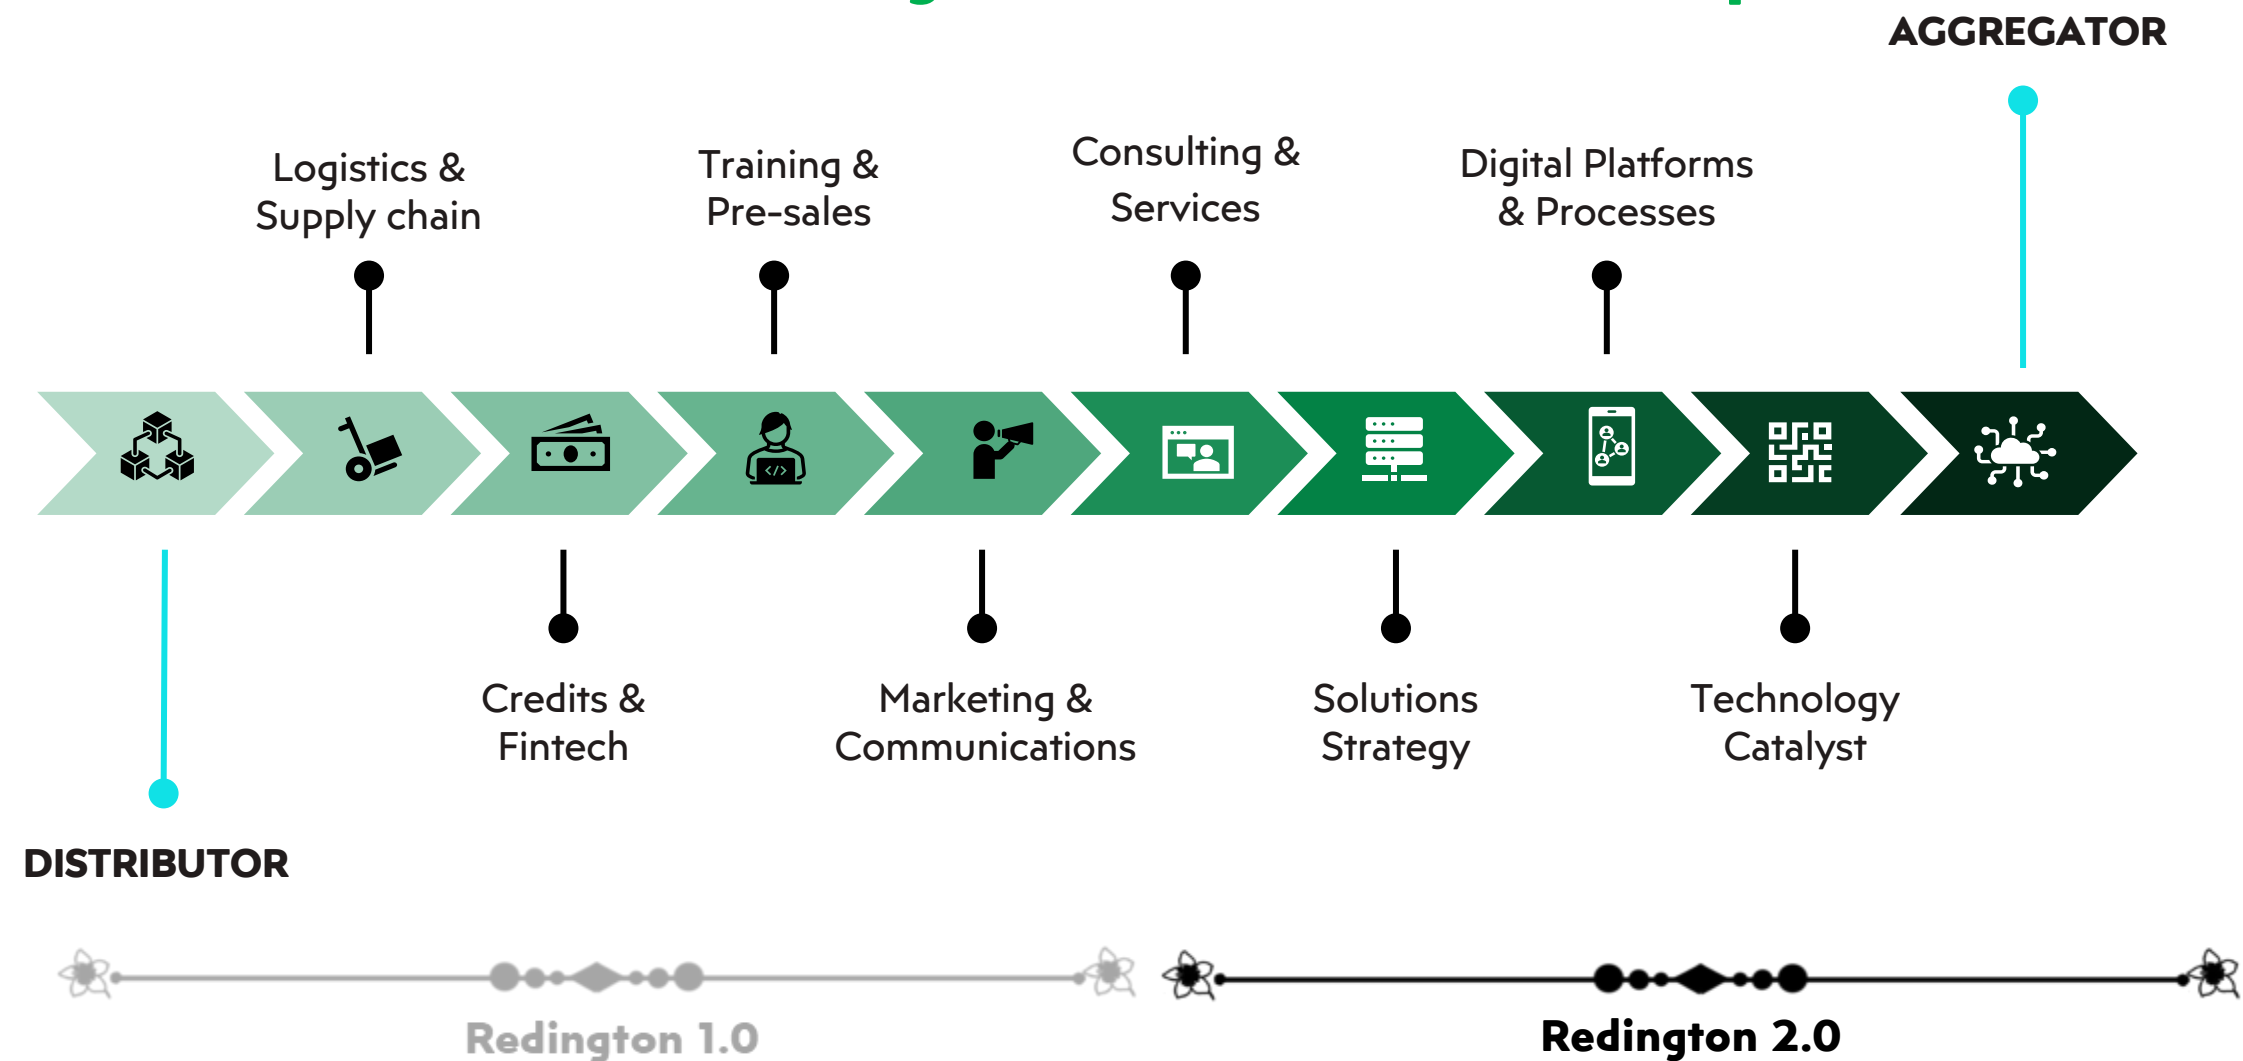 AGGREGATOR
Logistics &
Supply chain
Training &
Pre-sales
Consulting &
Services
Digital Platforms
& Processes
Credits &
Fintech
Marketing &
Communications
Solutions
Strategy
Technology
Catalyst
DISTRIBUTOR
Redington 1.0
Redington 2.0